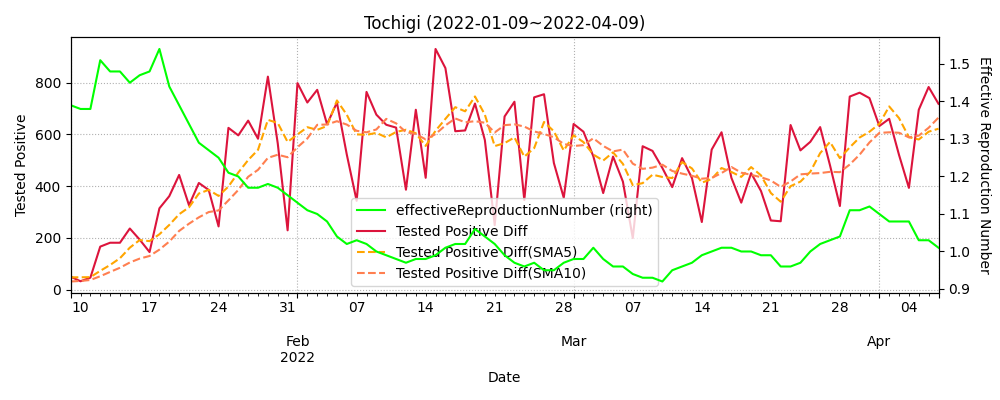 Tochigi (2022-01-09~2022-04-09)
Tested Positive
800
600
400
200
0
1.5
1.4
1.3
1.2
1.1
1.0
0.9
Effective Reproduction Number
effectiveReproductionNumber (right)
Tested Positive Diff
Tested Positive Diff(SMA5)
Tested Positive Diff(SMA10)
10 17 24 31 07 14 21 28 07 14 21 28 04
Feb Mar Apr
2022
Date